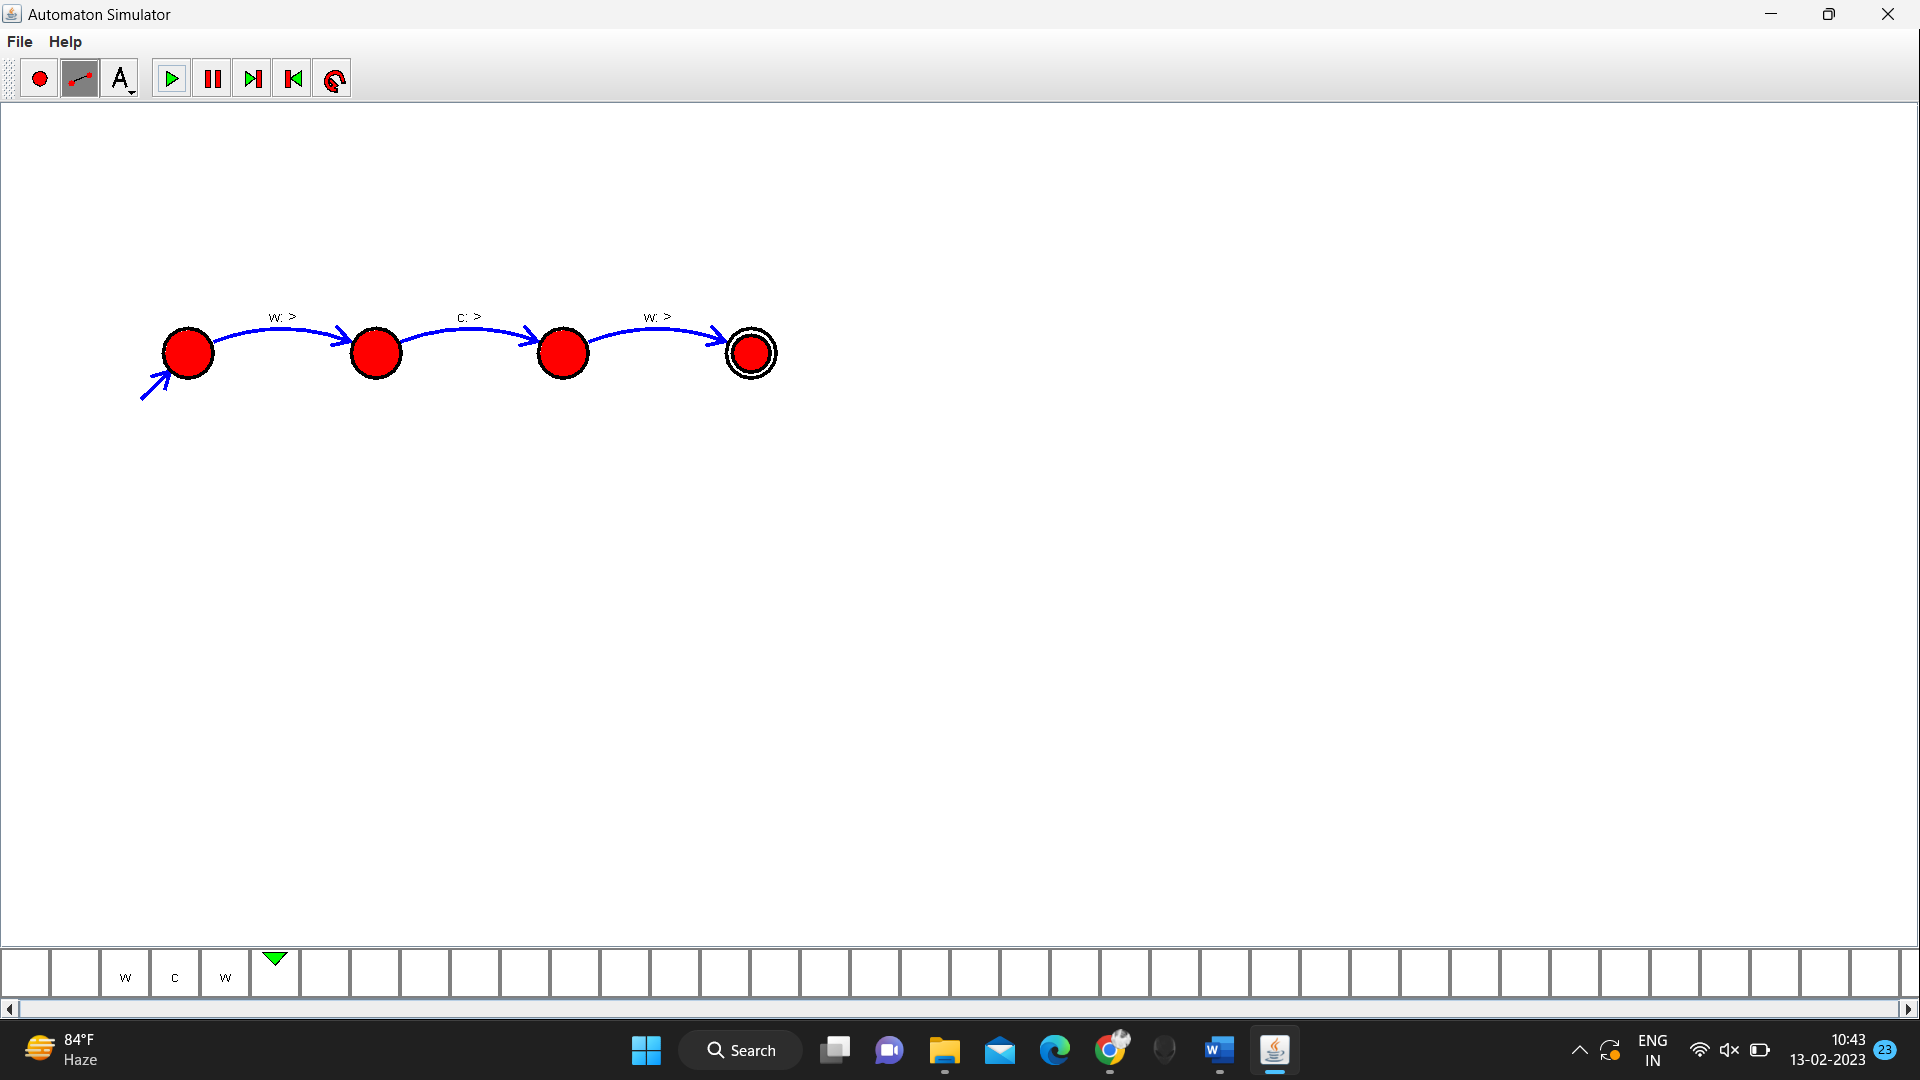 Automaton Simulator
File Help
A
w: > c: > w: >
w c w
84°F
Haze
Search
ENG
IN
10:43
13-02-2023
23